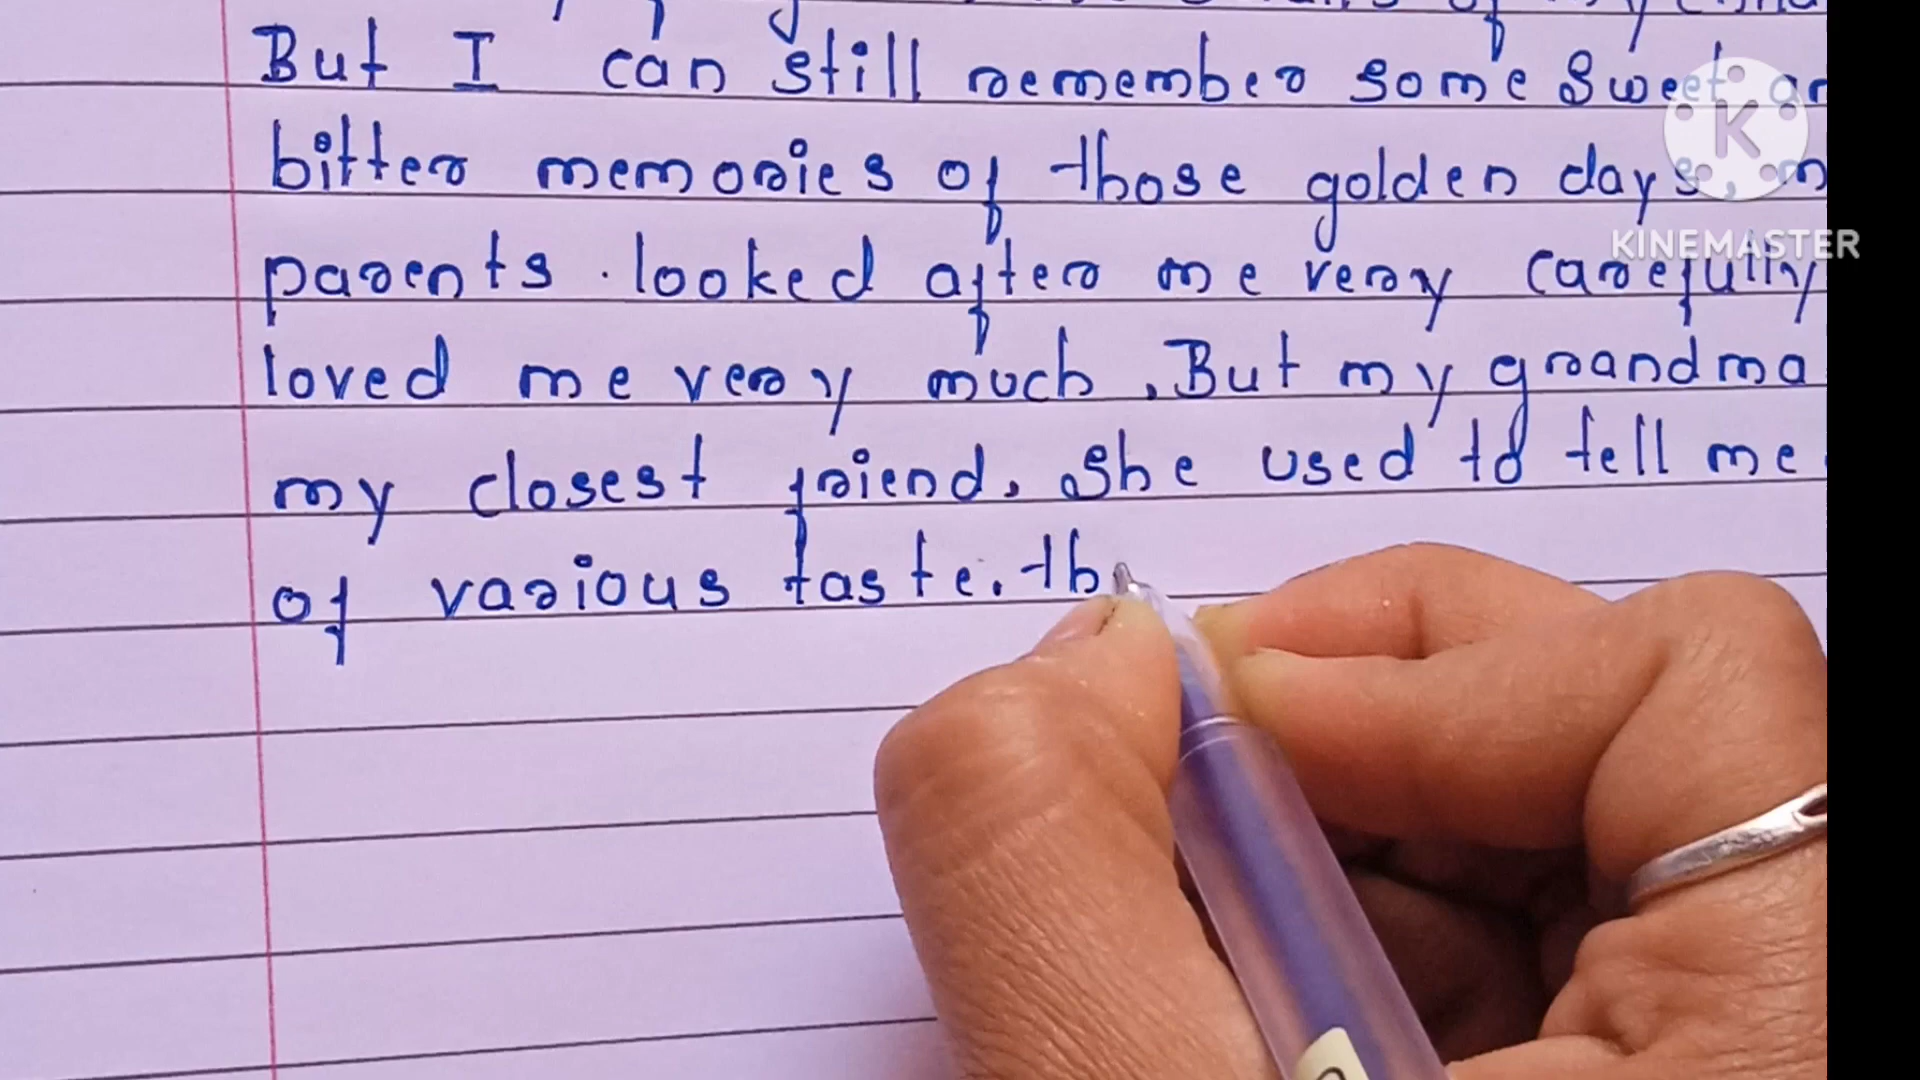 But I can still remember some sweet
bitter memories of those golden days,
parents. looked after me very carefully
loved me very much. But my grandma
my closest friend. She used to tell me
of various taste. th
K
KINEMASTER